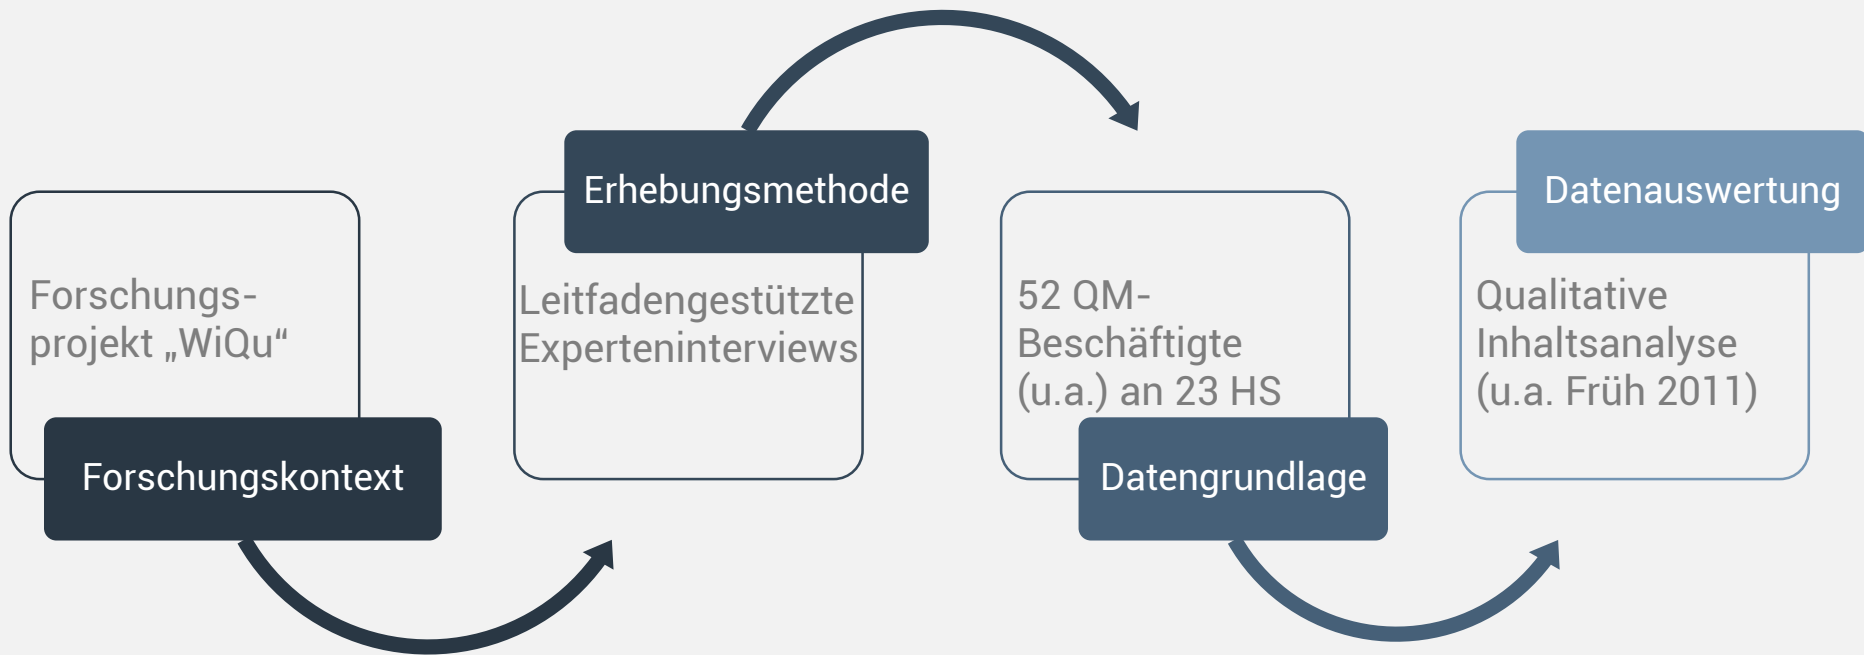 Forschungs-
projekt „WiQu“
Forschungskontext
Erhebungsmethode
Leitfadengestützte
Experteninterviews
52 QM-
Beschäftigte
(u.a.) an 23 HS
Datengrundlage
Datenauswertung
Qualitative
Inhaltsanalyse
(u.a. Früh 2011)